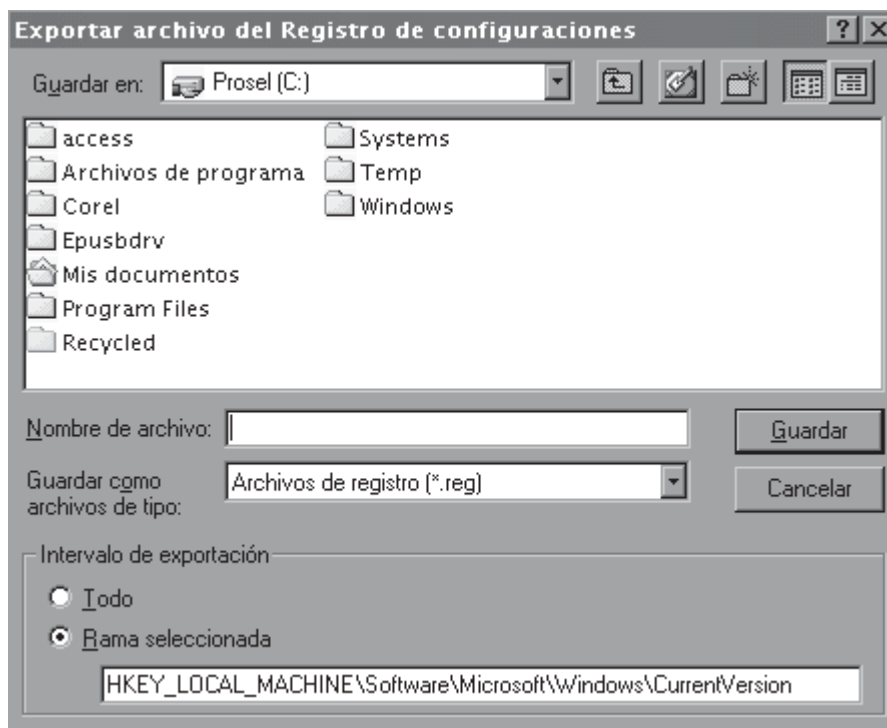 Exportar archivo del Registro de configuraciones
Guardar en: Prosel (C:)
access
Archivos de programa
Corel
Epusbdrv
Mis documentos
Program Files
Recycled
Systems
Temp
Windows
Nombre de archivo:
Guardar
Guardar como
archivos de tipo:
Archivos de registro (*.reg)
Cancelar
Intervalo de exportación
Todo
Rama seleccionada
HKEY_LOCAL_MACHINE\Software\Microsoft\Windows\CurrentVersion